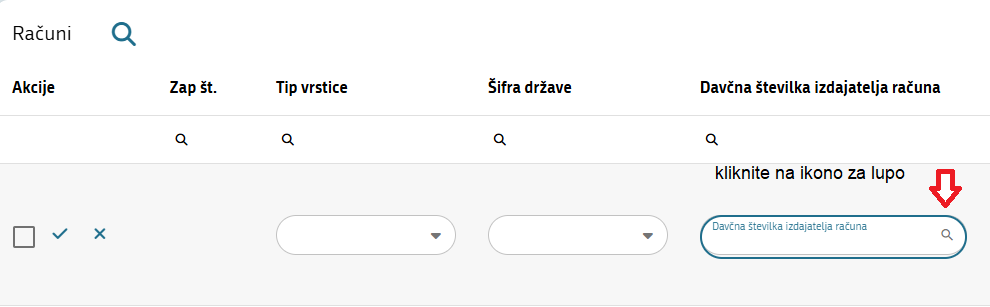 Računi
Akcije Zap št. Tip vrstice Šifra države Davčna številka izdajatelja računa
kliknite na ikono za lupo
Davčna številka izdajatelja računa